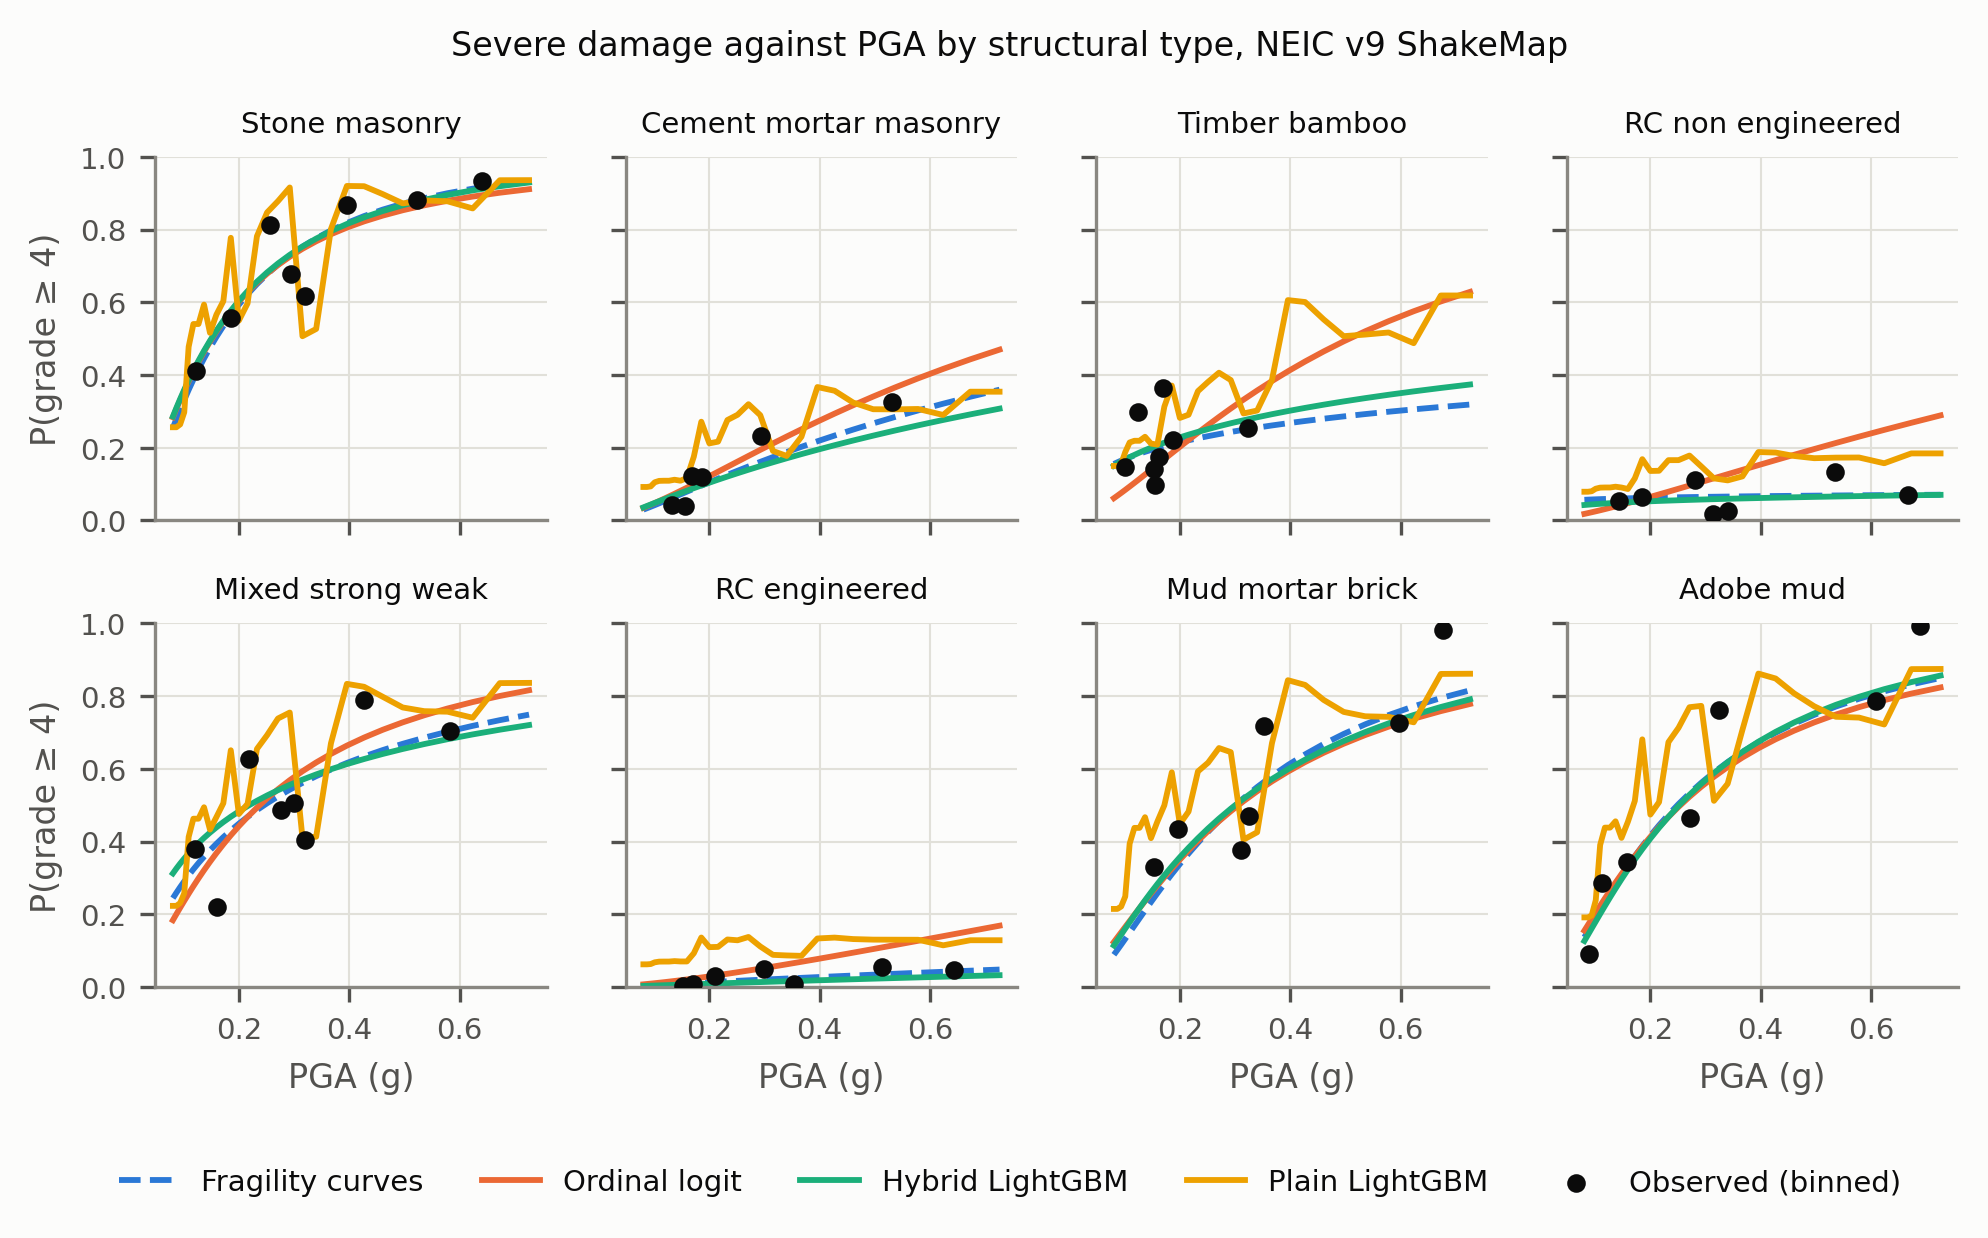 Severe damage against PGA by structural type, NEIC v9 ShakeMap
Stone masonry
Cement mortar masonry
Timber bamboo
RC non engineered
P(grade ≥ 4)
1.0
0.8
0.6
0.4
0.2
0.0
Mixed strong weak
RC engineered
Mud mortar brick
Adobe mud
P(grade ≥ 4)
1.0
0.8
0.6
0.4
0.2
0.0
0.2 0.4 0.6
0.2 0.4 0.6
0.2 0.4 0.6
0.2 0.4 0.6
PGA (g)
PGA (g)
PGA (g)
PGA (g)
Fragility curves
Ordinal logit
Hybrid LightGBM
Plain LightGBM
Observed (binned)